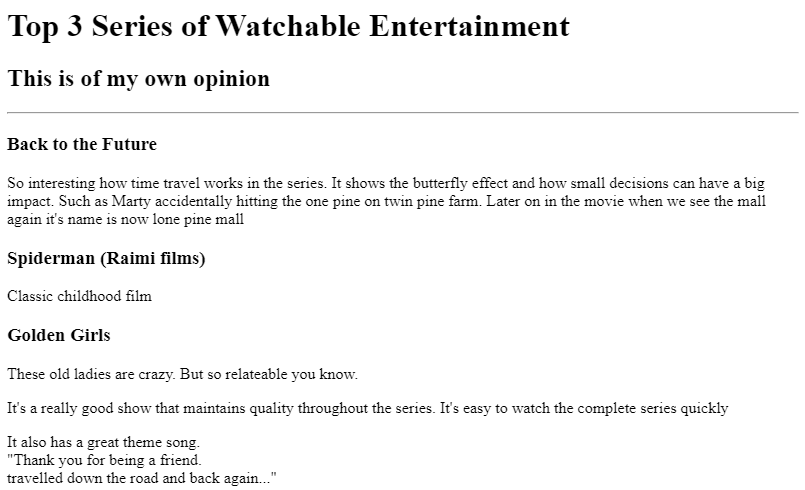 Top 3 Series of Watchable Entertainment
This is of my own opinion
Back to the Future
So interesting how time travel works in the series. It shows the butterfly effect and how small decisions can have a big
impact. Such as Marty accidentally hitting the one pine on twin pine farm. Later on in the movie when we see the mall
again it's name is now lone pine mall
Spiderman (Raimi films)
Classic childhood film
Golden Girls
These old ladies are crazy. But so relateable you know.
It's a really good show that maintains quality throughout the series. It's easy to watch the complete series quickly
It also has a great theme song.
"Thank you for being a friend.
travelled down the road and back again..."